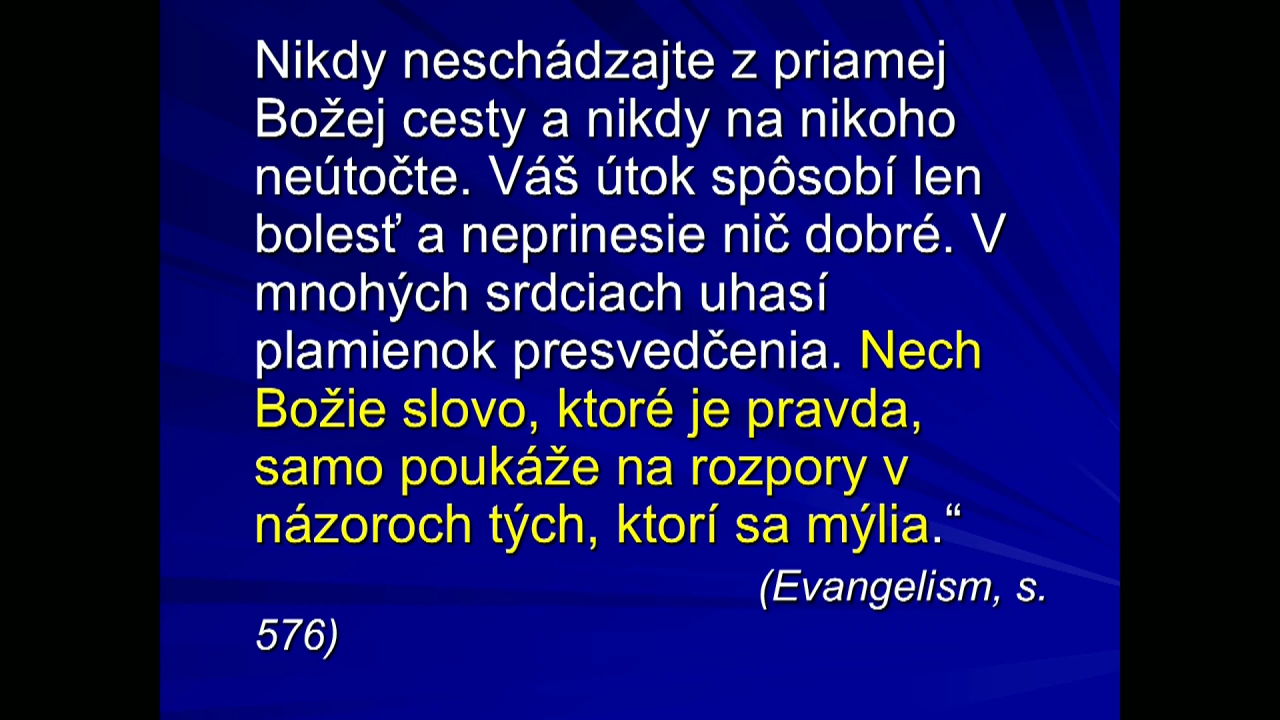 Nikdy neschádzajte z priamej
Božej cesty a nikdy na nikoho
neútočte. Váš útok spôsobí len
bolesť a neprinesie nič dobré. V
mnohých srdciach uhasí
plamienok presvedčenia. Nech
Božie slovo, ktoré je pravda,
samo poukáže na rozpory v
názoroch tých, ktorí sa mýlia.“
(Evangelism, s.
576)